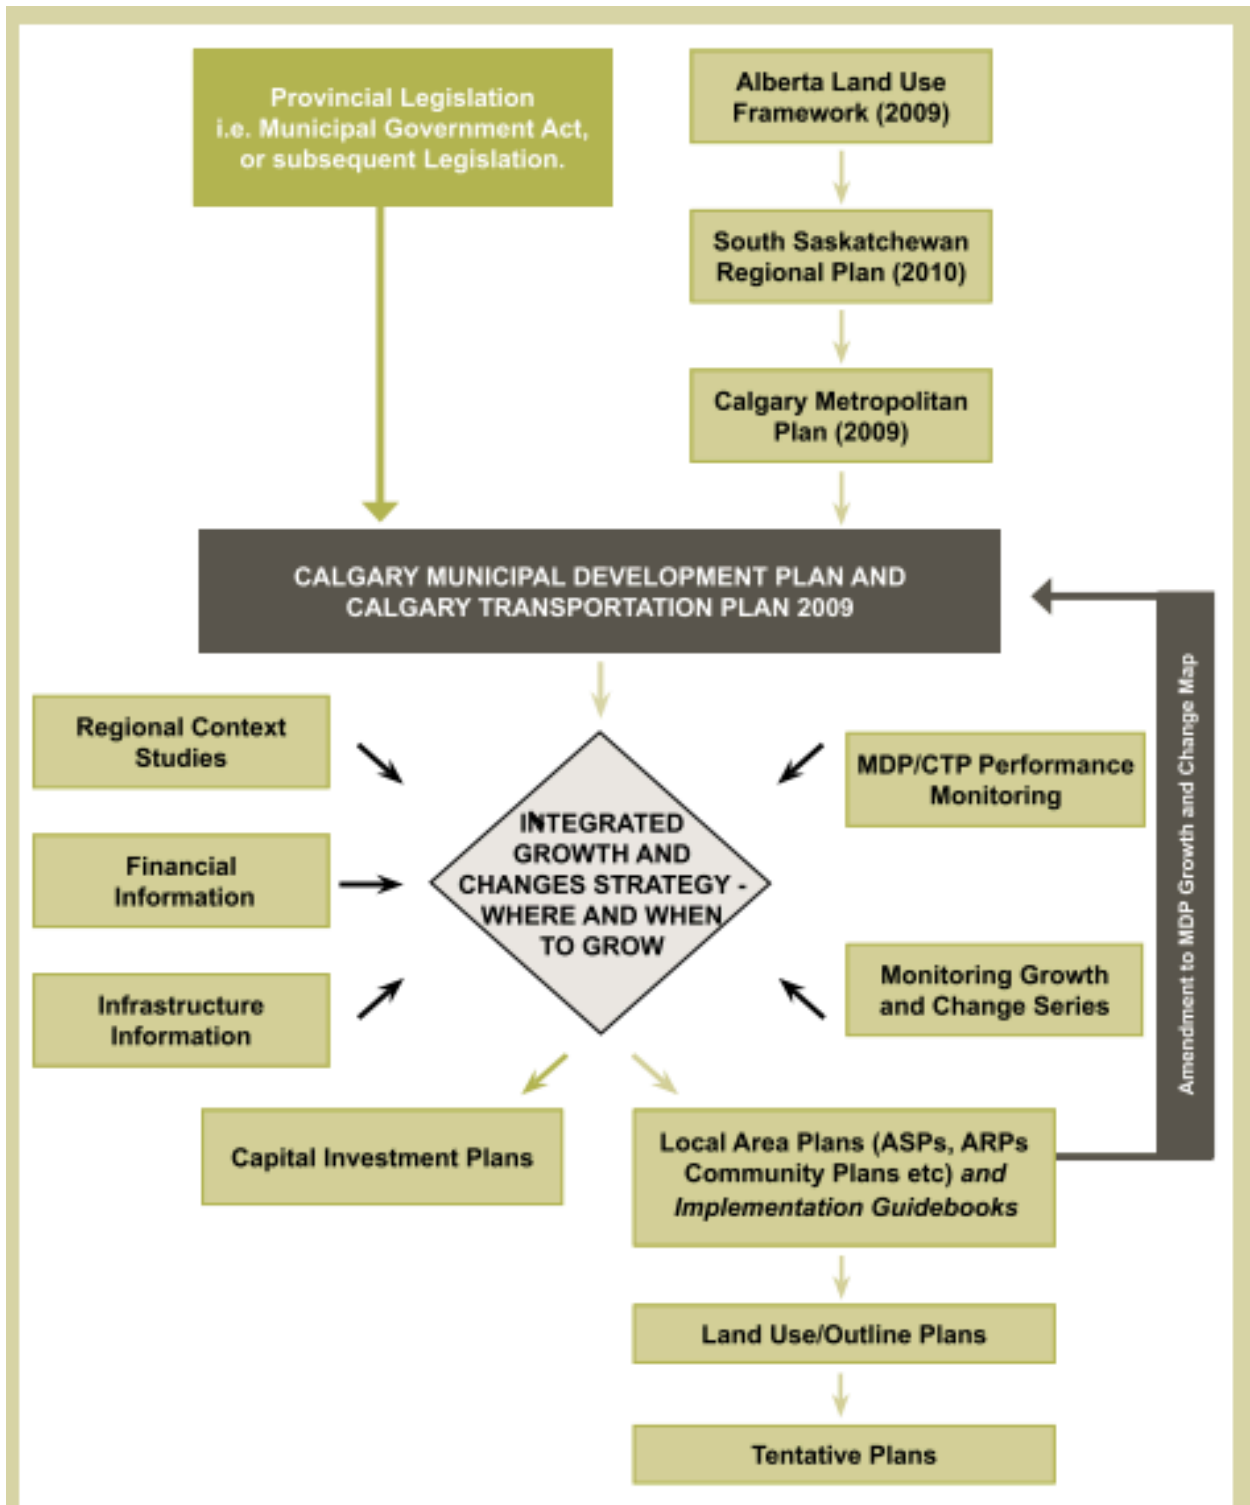 Provincial Legislation
i.e. Municipal Government Act,
or subsequent Legislation.
Alberta Land Use
Framework (2009)
South Saskatchewan
Regional Plan (2010)
Calgary Metropolitan
Plan (2009)
CALGARY MUNICIPAL DEVELOPMENT PLAN AND
CALGARY TRANSPORTATION PLAN 2009
Regional Context
Studies
Financial
Information
Infrastructure
Information
INTEGRATED
GROWTH AND
CHANGES STRATEGY -
WHERE AND WHEN
TO GROW
MDP/CTP Performance
Monitoring
Monitoring Growth
and Change Series
Amendment to MDP Growth and Change Map
Capital Investment Plans
Local Area Plans (ASPs, ARPs
Community Plans etc) and
Implementation Guidebooks
Land Use/Outline Plans
Tentative Plans